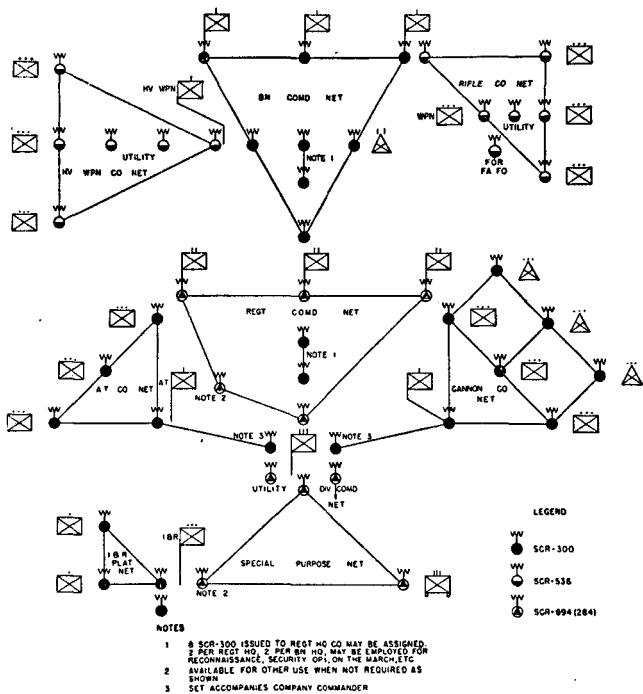 HV WPN
BN COMD NET
RIFLE CO NET
WPN
UTILITY
UTILITY
NOTE 1
FOR
FA FO
HV WPN CO NET
REGT COMD NET
NOTE 1
AT CO NET
AT
NOTE 2
CANNON CO
NET
NOTE 3
NOTE 3
UTILITY
DIV COMD
NET
I & R
I & R
PLAT
NET
SPECIAL PURPOSE NET
NOTE 2
LEGEND
SCR-300
SCR-536
SCR-694 (284)
NOTES
1 8 SCR-300 ISSUED TO REGT HQ CO MAY BE ASSIGNED.
2 PER REGT HQ, 2 PER BN HQ, MAY BE EMPLOYED FOR
RECONNAISSANCE, SECURITY OPS, ON THE MARCH, ETC
2 AVAILABLE FOR OTHER USE WHEN NOT REQUIRED AS
SHOWN
3 SET ACCOMPANIES COMPANY COMMANDER